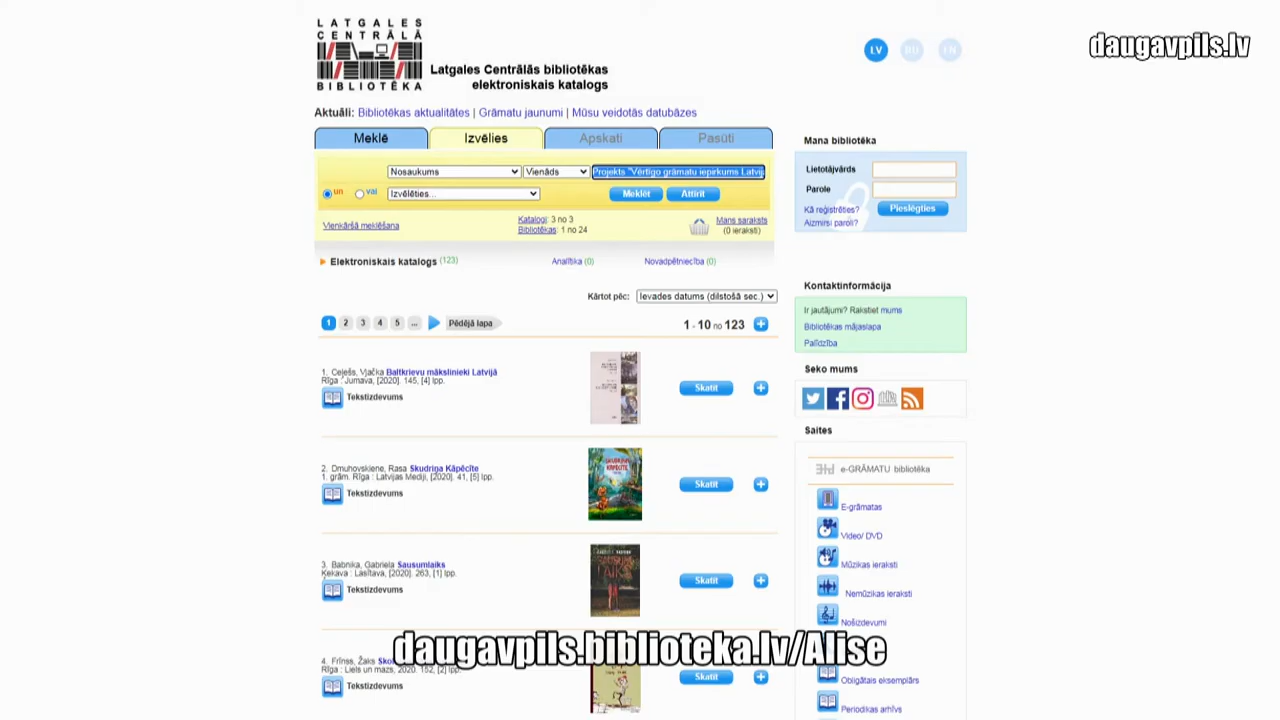 LATGALES
CENTRĀLĀ
BIBLIOTĒKA
Latgales Centrālās bibliotēkas
elektroniskais katalogs
LV RU EN
daugavpils.lv
Aktuāli: Bibliotēkas aktualitātes | Grāmatu jaunumi | Mūsu veidotās datubāzes
Meklē Izvēlies Apskati Pasūti
Nosaukums Vienāds Projekts "Vērtīgo grāmatu iepirkums Latvij
un vai Izvēlēties... Meklēt Attīrīt
Vienkāršā meklēšana
Katalogi: 3 no 3
Bibliotēkas: 1 no 24
Mans saraksts
(0 ieraksti)
Elektroniskais katalogs (123) Analītika (0) Novadpētniecība (0)
Kārtot pēc: Ievades datums (dilstošā sec.)
1 2 3 4 5 ... Pēdējā lapa 1 - 10 no 123
1. Ceļešs, Vjačka Baltkrievu mākslinieki Latvijā
Rīga : Jumava, [2020]. 145, [4] lpp.
Tekstizdevums
Skatīt
2. Dmuhovskiene, Rasa Skudriņa Kāpēcīte
1. grām. Rīga : Latvijas Mediji, [2020]. 41, [5] lpp.
Tekstizdevums
Skatīt
3. Babnika, Gabriela Sausumlaiks
Ķekava : Lasītava, [2020]. 263, [1] lpp.
Tekstizdevums
Skatīt
4. Frīnss, Žaks
Rīga : Liels un mazs, 2020. 152, [2] lpp.
Tekstizdevums
Skatīt
Mana bibliotēka
Lietotājvārds
Parole
Kā reģistrēties? Pieslēgties
Aizmirsi paroli?
Kontaktinformācija
Ir jautājumi? Rakstiet mums
Bibliotēkas mājaslapa
Palīdzība
Seko mums
Saites
e-GRĀMATU bibliotēka
E-grāmatas
Video/ DVD
Mūzikas ieraksti
Nemūzikas ieraksti
Nošizdevumi
Obligātais eksemplārs
Periodikas arhīvs
daugavpils.biblioteka.lv/Alise